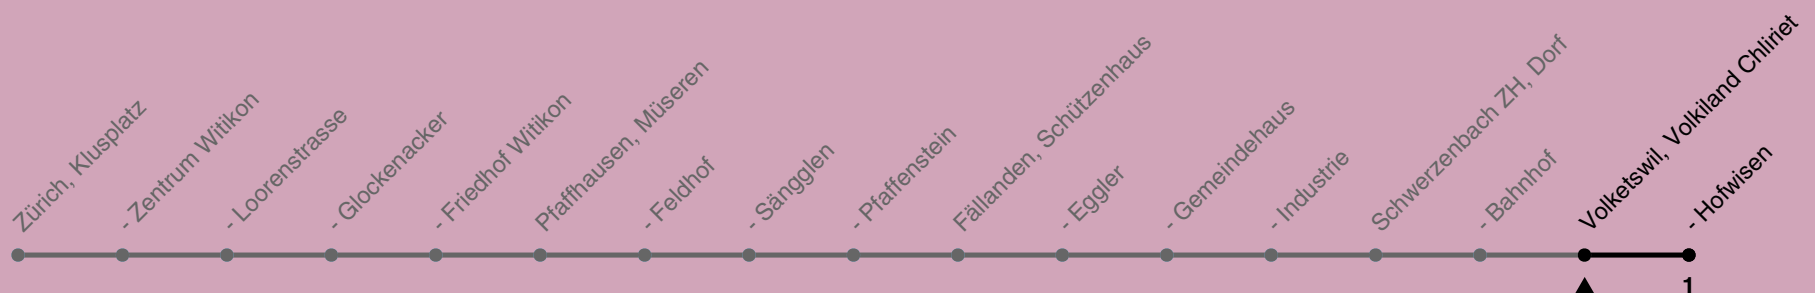 Zürich, Klusplatz
- Zentrum Witikon
- Loorenstrasse
- Glockenacker
- Friedhof Witikon
Pfaffhausen, Müseren
- Feldhof
- Sängglen
- Pfaffenstein
Fällanden, Schützenhaus
- Eggler
- Gemeindehaus
- Industrie
Schwerzenbach ZH, Dorf
- Bahnhof
Volketswil, Volkiland Chliriet
- Hofwisen
1